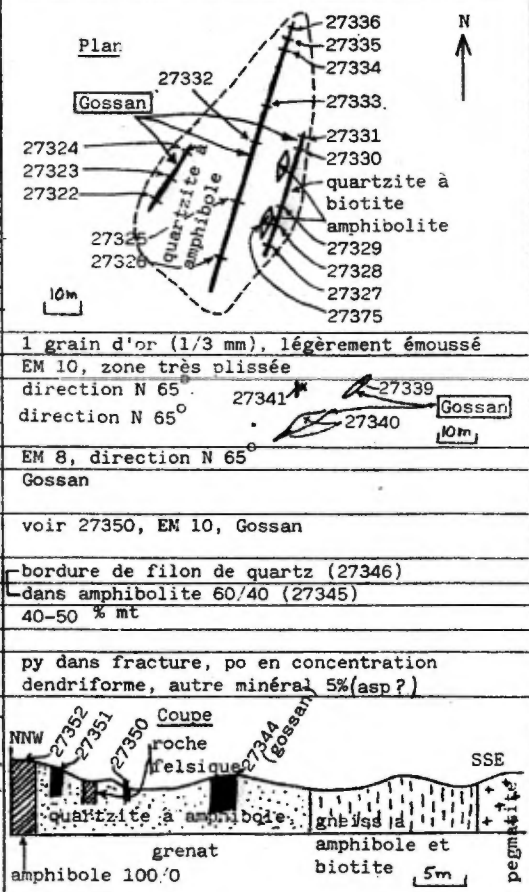 Plan
N
27336
27335
27334
27332
27333
Gossan
27331
27324
27330
27323
quartzite à
biotite
27322
amphibolite
quartzite à
amphibole
27325
27329
27326
27328
27327
27375
10m
1 grain d'or (1/3 mm), légèrement émoussé
EM 10, zone très plissée
direction N 65°
27341
27339
direction N 65°
27340
Gossan
10m
EM 8, direction N 65°
Gossan
voir 27350, EM 10, Gossan
bordure de filon de quartz (27346)
dans amphibolite 60/40 (27345)
40-50 % mt
py dans fracture, po en concentration
dendriforme, autre minéral 5%(asp?)
Coupe
NNW
27352
27351
27350
roche
felsique
27344
(gossan)
SSE
quartzite à amphibole
grenat
gneiss à
amphibole et
biotite
pegmatite
amphibole 100/0
5m